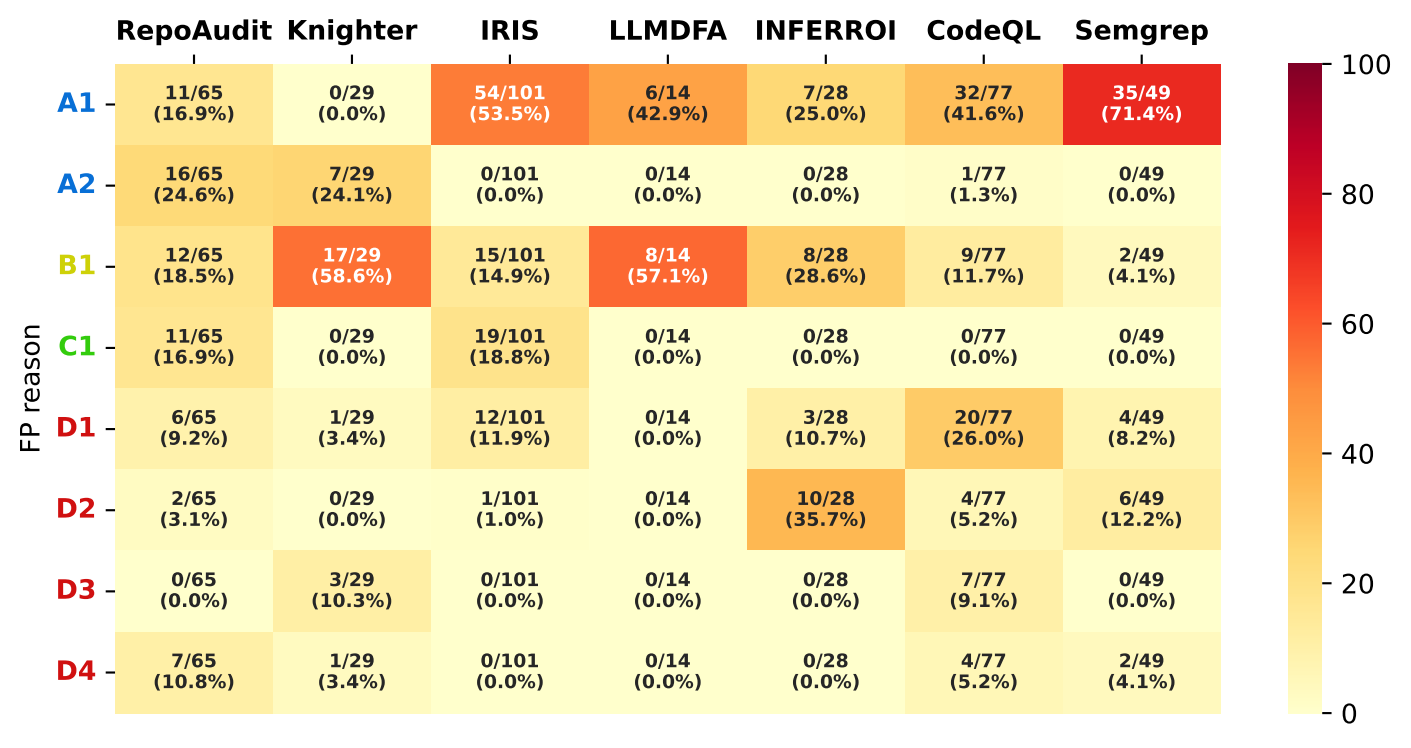 RepoAudit Knighter IRIS LLMDFA INFERROI CodeQL Semgrep
A1 11/65 0/29 54/101 6/14 7/28 32/77 35/49
(16.9%) (0.0%) (53.5%) (42.9%) (25.0%) (41.6%) (71.4%)
A2 16/65 7/29 0/101 0/14 0/28 1/77 0/49
(24.6%) (24.1%) (0.0%) (0.0%) (0.0%) (1.3%) (0.0%)
B1 12/65 17/29 15/101 8/14 8/28 9/77 2/49
(18.5%) (58.6%) (14.9%) (57.1%) (28.6%) (11.7%) (4.1%)
C1 11/65 0/29 19/101 0/14 0/28 0/77 0/49
(16.9%) (0.0%) (18.8%) (0.0%) (0.0%) (0.0%) (0.0%)
D1 6/65 1/29 12/101 0/14 3/28 20/77 4/49
(9.2%) (3.4%) (11.9%) (0.0%) (10.7%) (26.0%) (8.2%)
D2 2/65 0/29 1/101 0/14 10/28 4/77 6/49
(3.1%) (0.0%) (1.0%) (0.0%) (35.7%) (5.2%) (12.2%)
D3 0/65 3/29 0/101 0/14 0/28 7/77 0/49
(0.0%) (10.3%) (0.0%) (0.0%) (0.0%) (9.1%) (0.0%)
D4 7/65 1/29 0/101 0/14 0/28 4/77 2/49
(10.8%) (3.4%) (0.0%) (0.0%) (0.0%) (5.2%) (4.1%)
FP reason
100
80
60
40
20
0